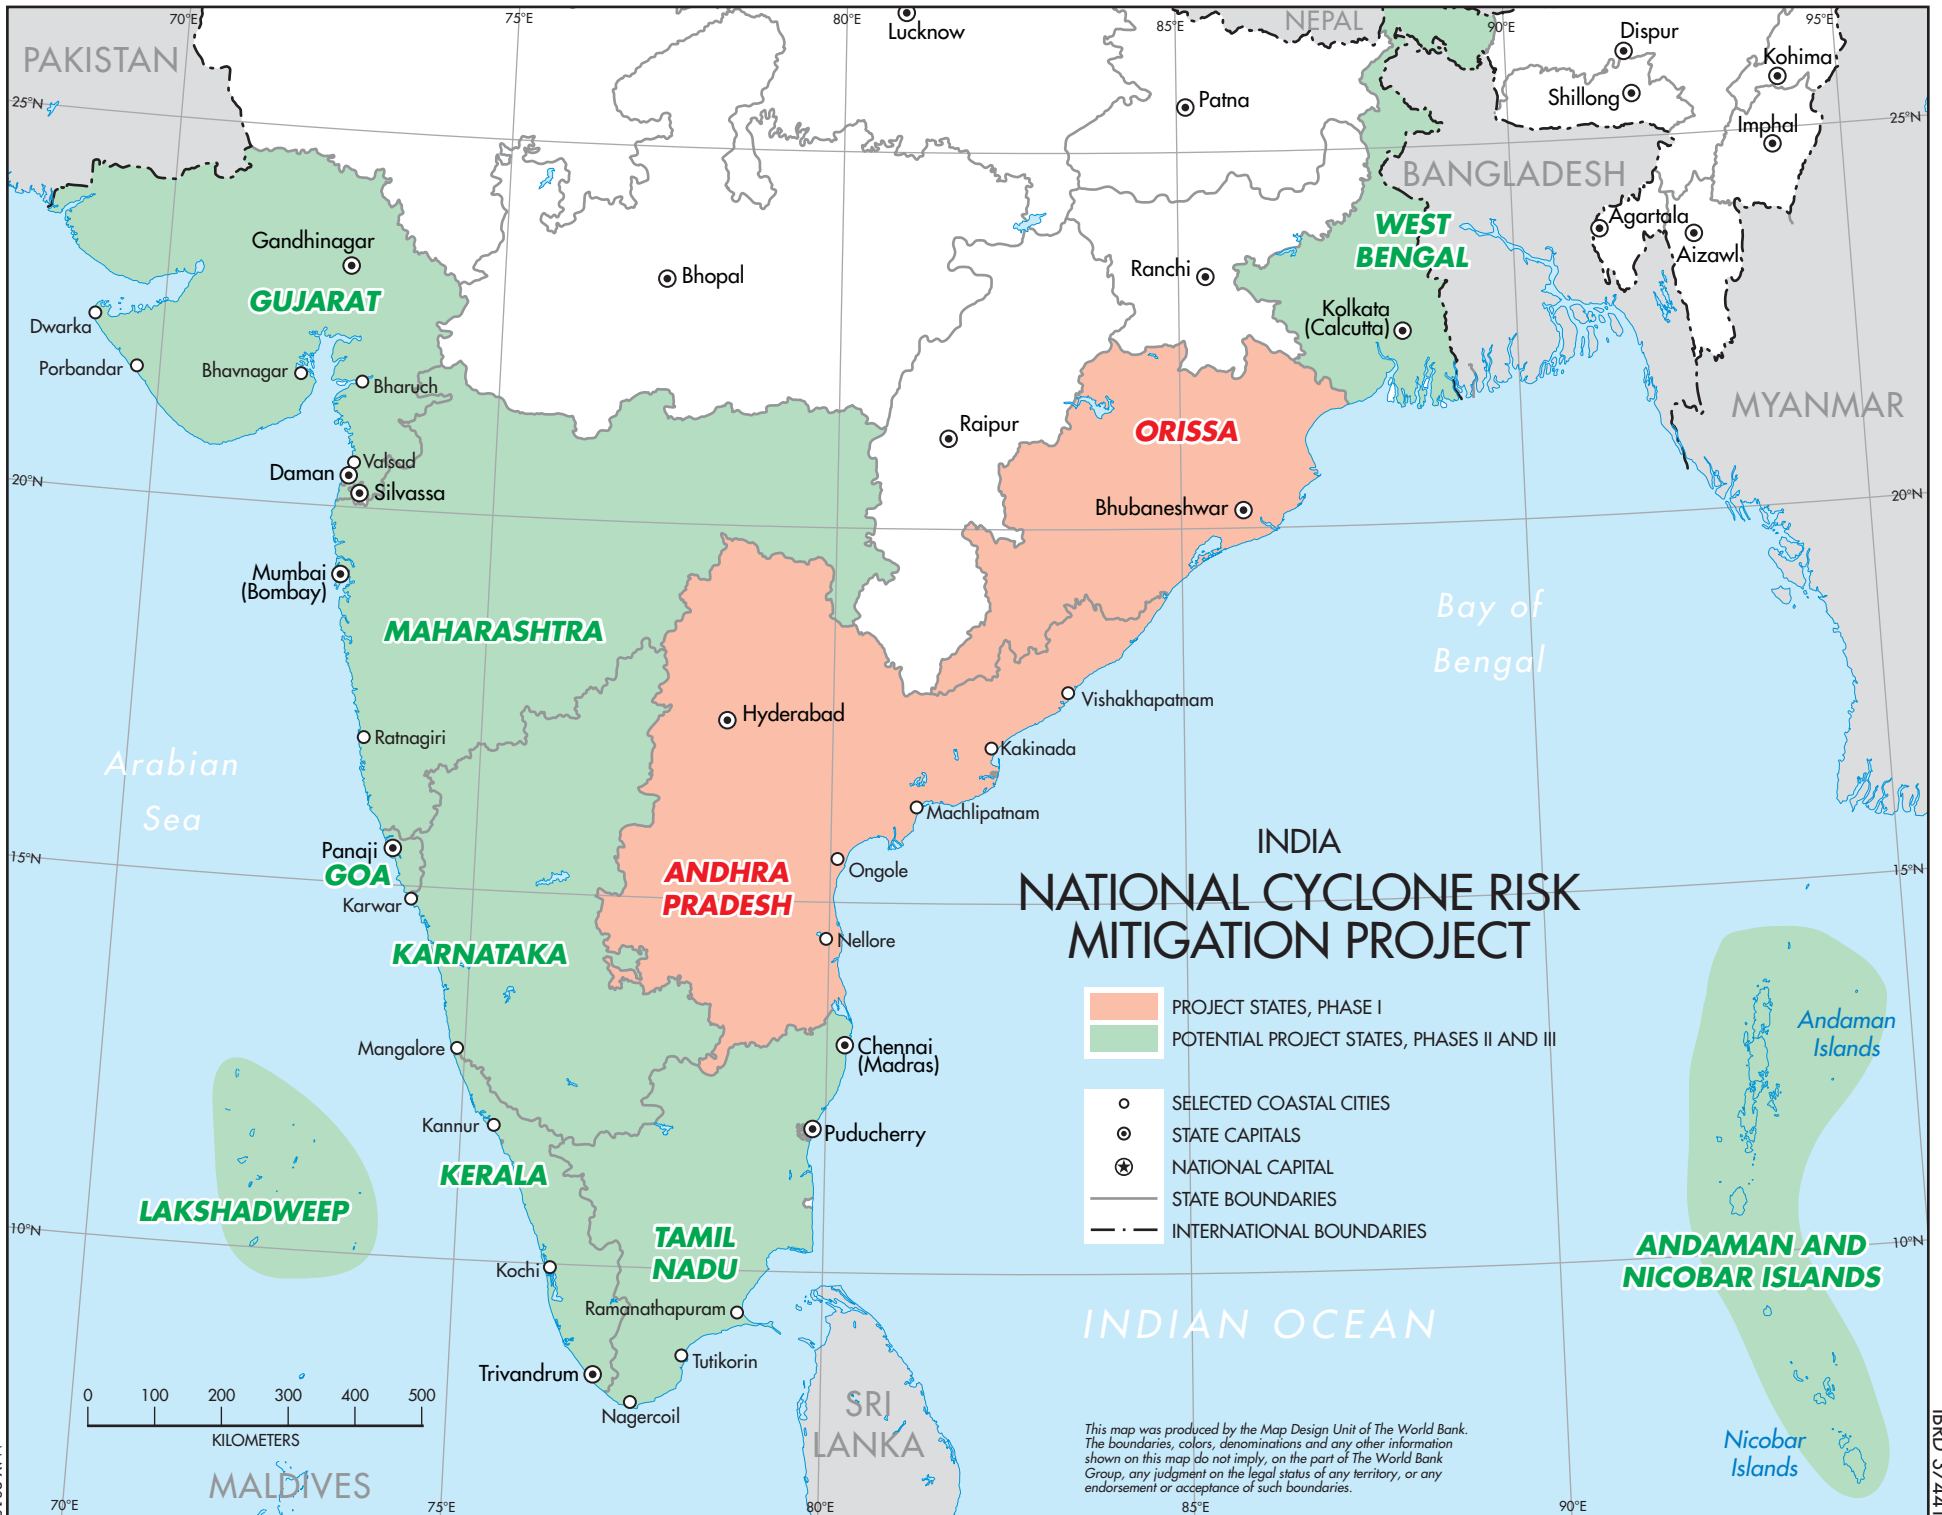 70°E
75°E
80°E
85°E
90°E
95°E
Lucknow
NEPAL
Dispur
PAKISTAN
Kohima
25°N
Patna
Shillong
25°N
Imphal
BANGLADESH
WEST
BENGAL
Agartala
Aizawl
Gandhinagar
Bhopal
Ranchi
GUJARAT
Kolkata
(Calcutta)
Dwarka
Porbandar
Bhavnagar
Bharuch
MYANMAR
Raipur
ORISSA
Valsad
Daman
Silvassa
20°N
20°N
Bhubaneshwar
Mumbai
(Bombay)
MAHARASHTRA
Bay of
Bengal
Vishakhapatnam
Hyderabad
Ratnagiri
Kakinada
Arabian
Sea
Machlipatnam
INDIA
NATIONAL CYCLONE RISK
MITIGATION PROJECT
Panaji
GOA
15°N
15°N
ANDHRA
PRADESH
Ongole
Karwar
KARNATAKA
Nellore
PROJECT STATES, PHASE I
POTENTIAL PROJECT STATES, PHASES II AND III
Andaman
Islands
Mangalore
Chennai
(Madras)
SELECTED COASTAL CITIES
STATE CAPITALS
NATIONAL CAPITAL
STATE BOUNDARIES
INTERNATIONAL BOUNDARIES
Kannur
Puducherry
KERALA
LAKSHADWEEP
10°N
10°N
TAMIL
NADU
ANDAMAN AND
NICOBAR ISLANDS
Kochi
Ramanathapuram
INDIAN OCEAN
Tutikorin
Trivandrum
Nagercoil
0 100 200 300 400 500
KILOMETERS
SRI
LANKA
MALDIVES
This map was produced by the Map Design Unit of The World Bank.
The boundaries, colors, denominations and any other information
shown on this map do not imply, on the part of The World Bank
Group, any judgment on the legal status of any territory, or any
endorsement or acceptance of such boundaries.
Nicobar
Islands
70°E
75°E
80°E
85°E
90°E